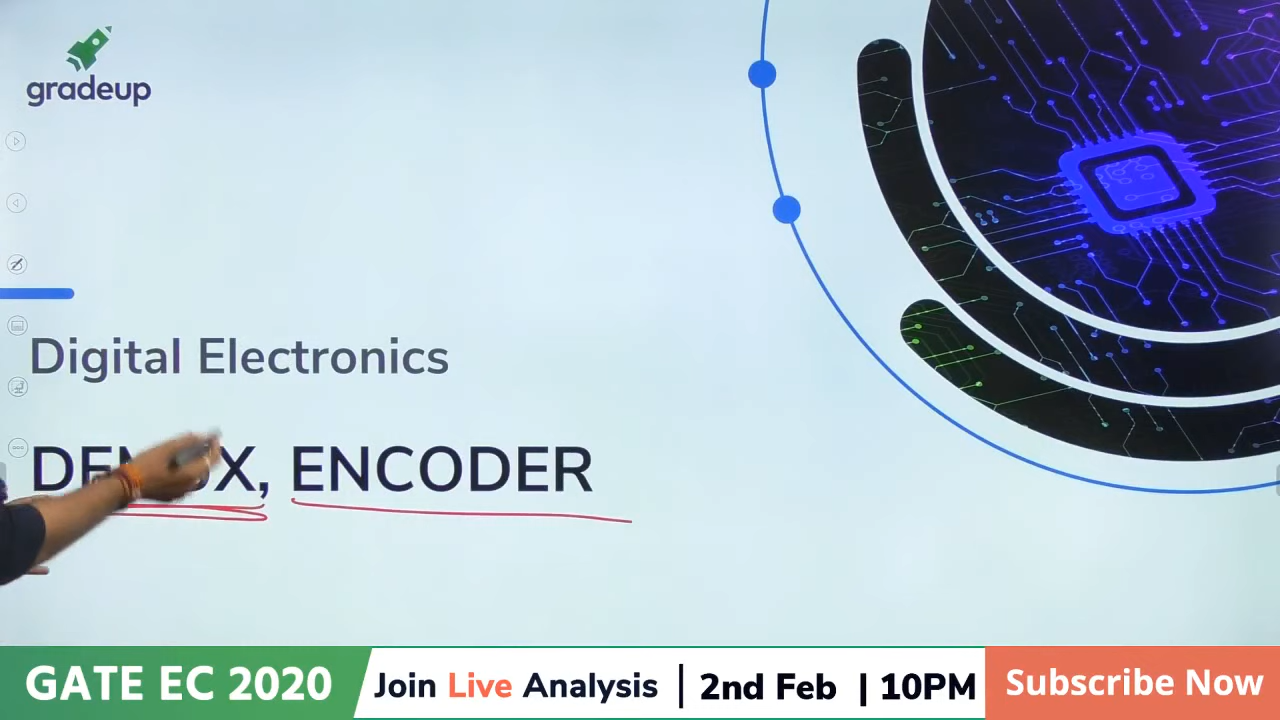 gradeup
Digital Electronics
ENCODER
GATE EC 2020
Join Live Analysis | 2nd Feb | 10PM
Subscribe Now